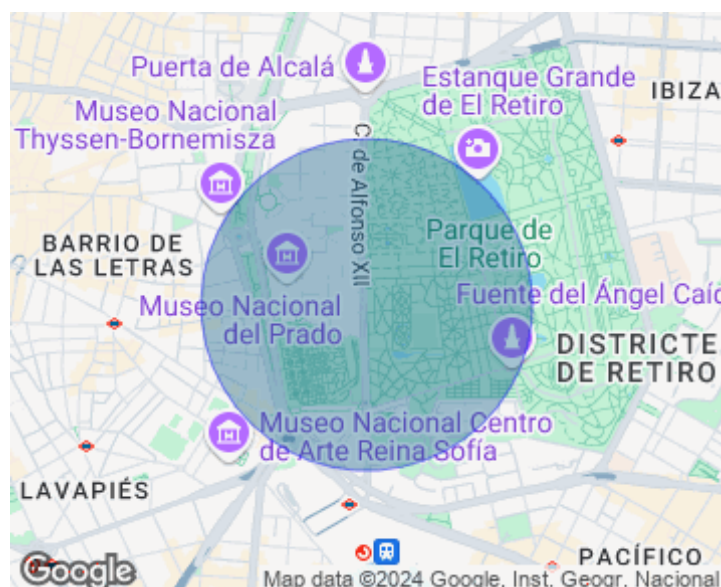 Puerta de Alcalá
Estanque Grande
de El Retiro
IBIZA
Museo Nacional
Thyssen-Bornemisza
C. de Alfonso XII
BARRIO DE
LAS LETRAS
Parque de
El Retiro
Museo Nacional
del Prado
Fuente del Ángel Caíd
DISTRICTE
DE RETIRO
Museo Nacional Centro
de Arte Reina Sofía
LAVAPIÉS
PACÍFICO
Google
Map data ©2024 Google, Inst. Geogr. Nacional